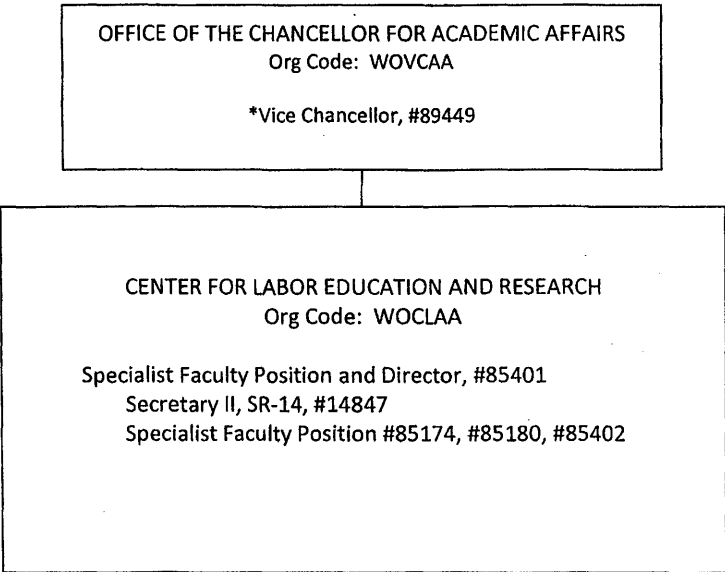 OFFICE OF THE CHANCELLOR FOR ACADEMIC AFFAIRS
Org Code: WOVCAA
*Vice Chancellor, #89449
CENTER FOR LABOR EDUCATION AND RESEARCH
Org Code: WOCLAA
Specialist Faculty Position and Director, #85401
Secretary II, SR-14, #14847
Specialist Faculty Position #85174, #85180, #85402